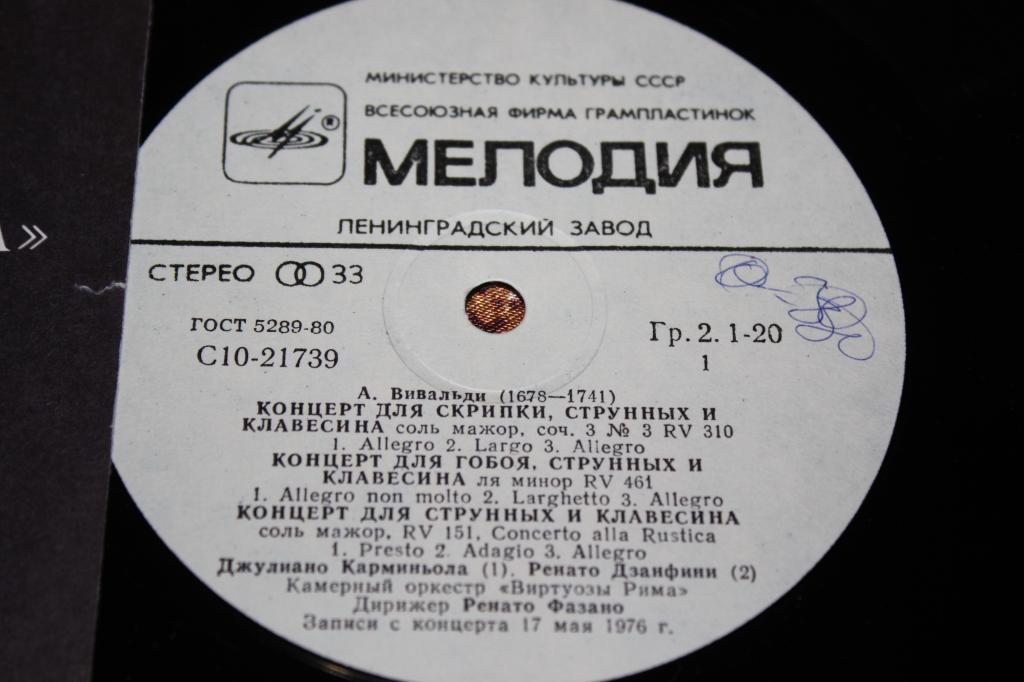 »
МИНИСТЕРСТВО КУЛЬТУРЫ СССР
ВСЕСОЮЗНАЯ ФИРМА ГРАМПЛАСТИНОК
МЕЛОДИЯ
ЛЕНИНГРАДСКИЙ ЗАВОД
СТЕРЕО 33
ГОСТ 5289-80
С10-21739
Гр. 2. 1-20
1
А. Вивальди (1678—1741)
КОНЦЕРТ ДЛЯ СКРИПКИ, СТРУННЫХ И
КЛАВЕСИНА соль мажор, соч. 3 № 3 RV 310
1. Allegro 2. Largo 3. Allegro
КОНЦЕРТ ДЛЯ ГОБОЯ, СТРУННЫХ И
КЛАВЕСИНА ля минор RV 461
1. Allegro non molto 2. Larghetto 3. Allegro
КОНЦЕРТ ДЛЯ СТРУННЫХ И КЛАВЕСИНА
соль мажор, RV 151, Concerto alla Rustica
1. Presto 2. Adagio 3. Allegro
Джулиано Карминьола (1), Ренато Дзанфини (2)
Камерный оркестр «Виртуозы Рима»
Дирижер Ренато Фазано
Записи с концерта 17 мая 1976 г.